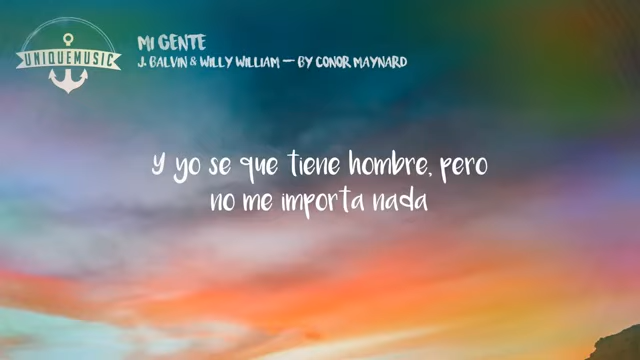 UNIQUEMUSIC
MI GENTE
J. BALVIN & WILLY WILLIAM — BY CONOR MAYNARD
Y yo se que tiene hombre, pero
no me importa nada